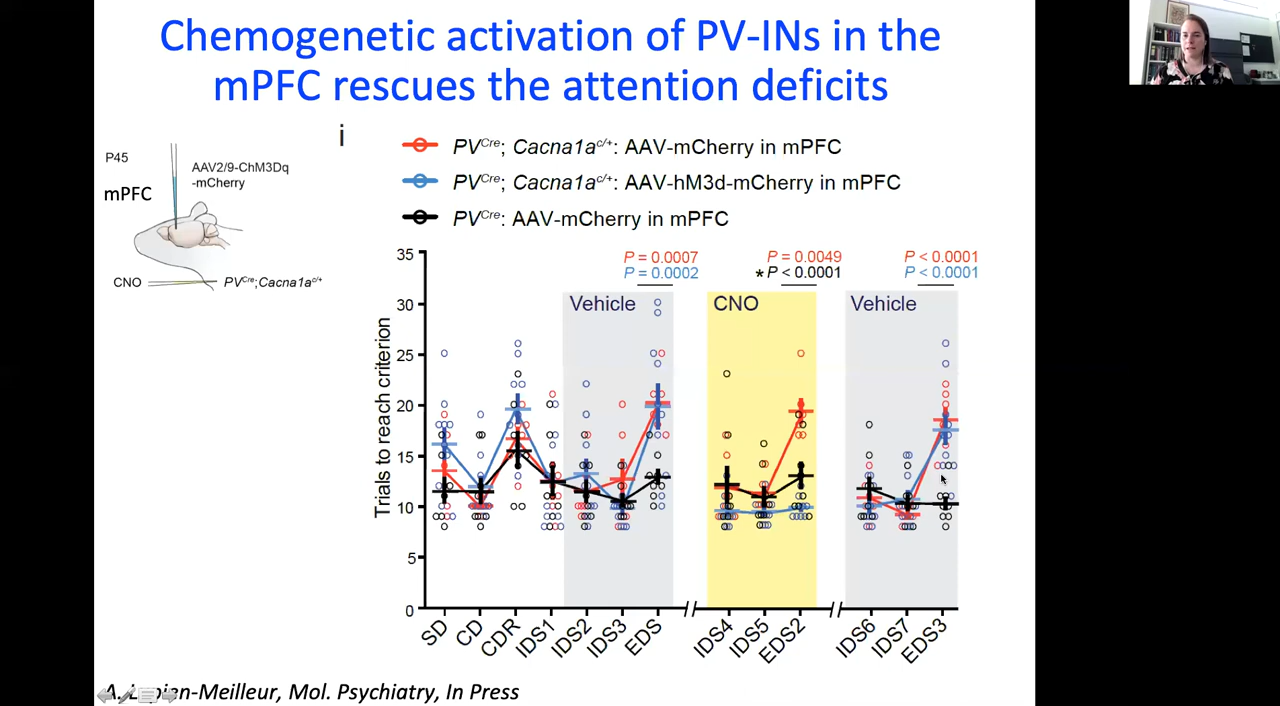 Chemogenetic activation of PV-INs in the
mPFC rescues the attention deficits
P45
mPFC
AAV2/9-ChM3Dq
-mCherry
CNO
PVCre;Cacna1ac/+
i
PVCre; Cacna1ac/+: AAV-mCherry in mPFC
PVCre; Cacna1ac/+: AAV-hM3d-mCherry in mPFC
PVCre: AAV-mCherry in mPFC
P = 0.0007
P = 0.0002
P = 0.0049
*P < 0.0001
P < 0.0001
P < 0.0001
Vehicle
CNO
Vehicle
Trials to reach criterion
35
30
25
20
15
10
5
0
SD
CD
CDR
IDS1
IDS2
IDS3
EDS
IDS4
IDS5
EDS2
IDS6
IDS7
EDS3
A. -Meilleur, Mol. Psychiatry, In Press